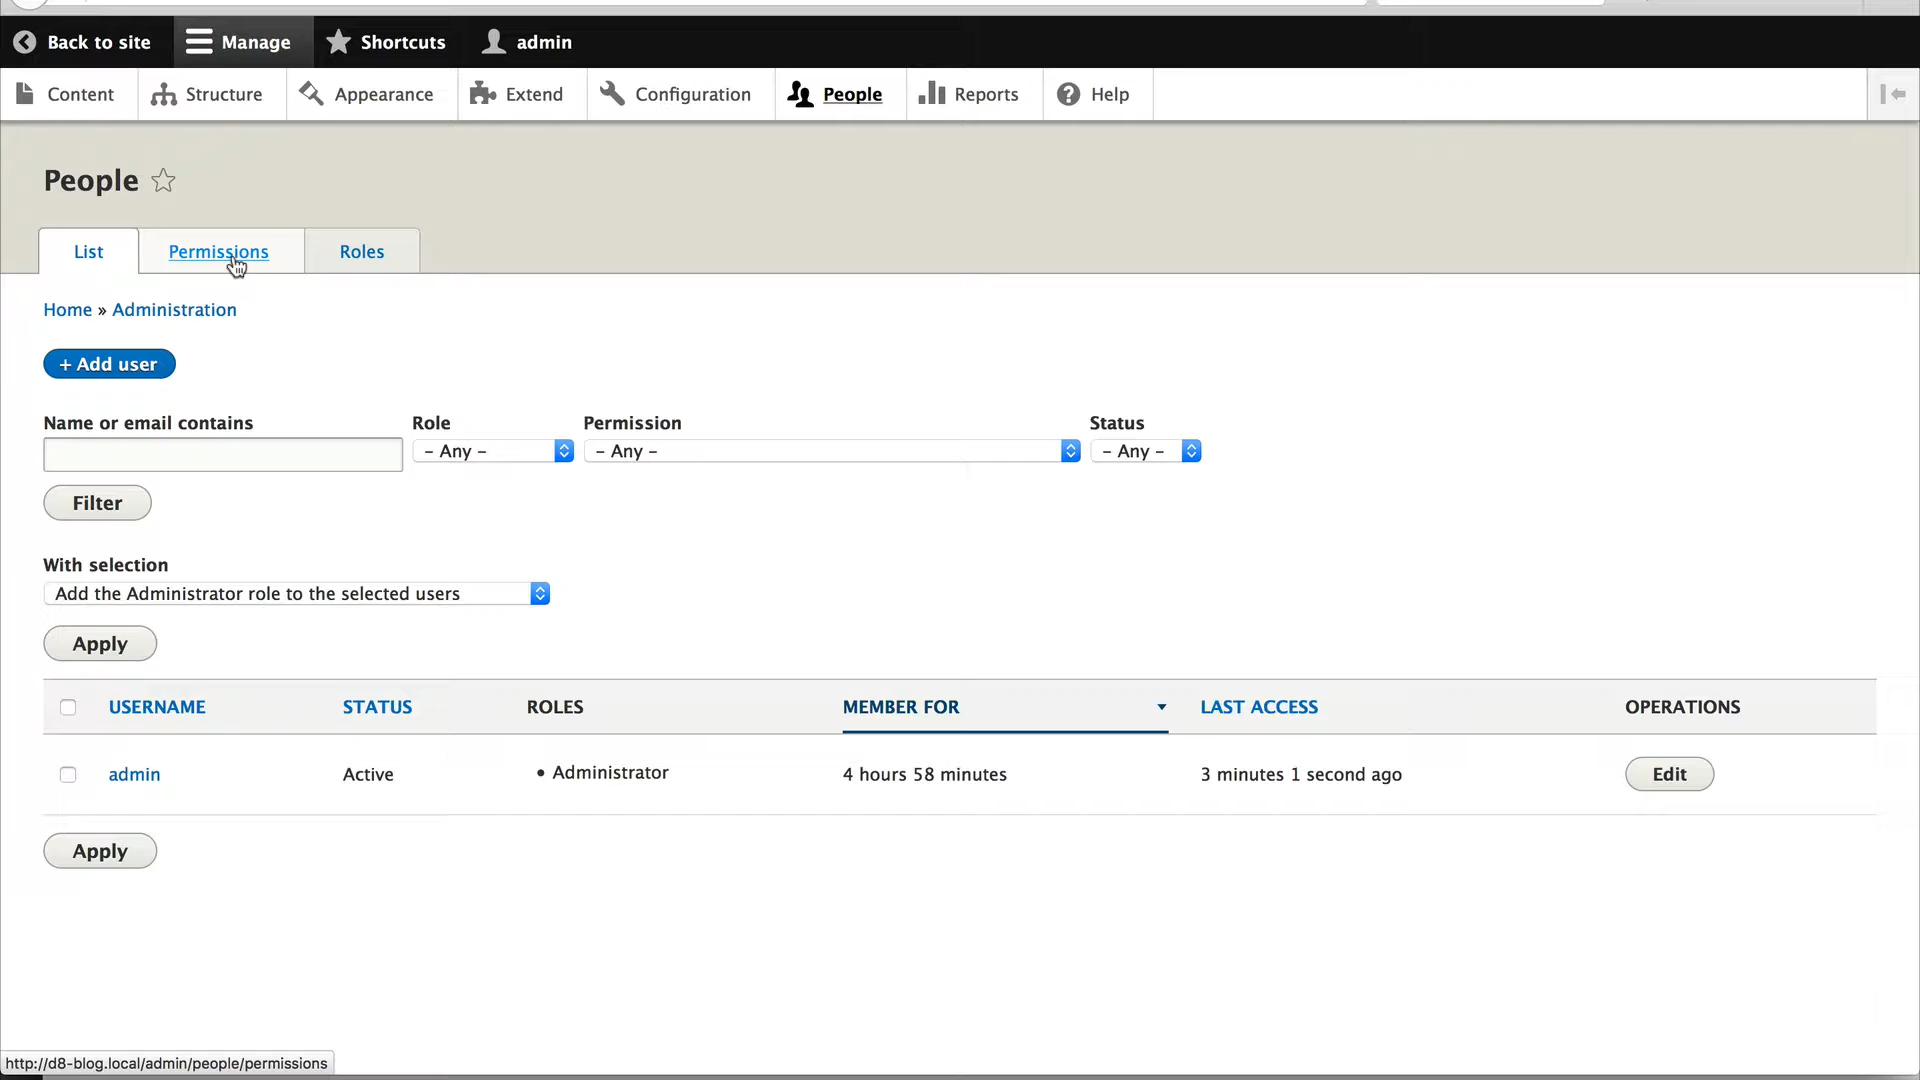 Back to site Manage Shortcuts admin
Content Structure Appearance Extend Configuration People Reports Help
People
List Permissions Roles
Home » Administration
+ Add user
Name or email contains Role Permission Status
– Any – – Any – – Any –
Filter
With selection
Add the Administrator role to the selected users
Apply
USERNAME STATUS ROLES MEMBER FOR LAST ACCESS OPERATIONS
admin Active • Administrator 4 hours 58 minutes 3 minutes 1 second ago Edit
Apply
http://d8-blog.local/admin/people/permissions